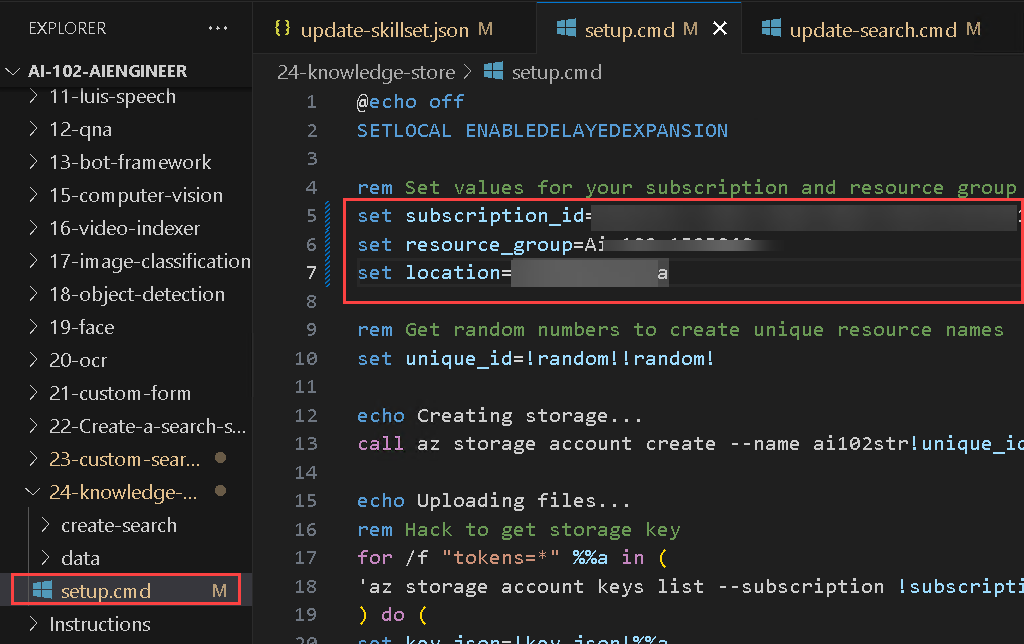 EXPLORER ···
AI-102-AIENGINEER
11-luis-speech
12-qna
13-bot-framework
15-computer-vision
16-video-indexer
17-image-classification
18-object-detection
19-face
20-ocr
21-custom-form
22-Create-a-search-s...
23-custom-sear...
24-knowledge-...
create-search
data
setup.cmd M
Instructions
{} update-skillset.json M
setup.cmd M
update-search.cmd M
24-knowledge-store > setup.cmd
1 @echo off
2 SETLOCAL ENABLEDELAYEDEXPANSION
3
4 rem Set values for your subscription and resource group
5 set subscription_id=
6 set resource_group=Ai
7 set location= a
8
9 rem Get random numbers to create unique resource names
10 set unique_id=!random!!random!
11
12 echo Creating storage...
13 call az storage account create --name ai102str!unique_id
14
15 echo Uploading files...
16 rem Hack to get storage key
17 for /f "tokens=*" %%a in (
18 'az storage account keys list --subscription !subscripti
19 ) do (
20 set key_json=!key_json!%%a